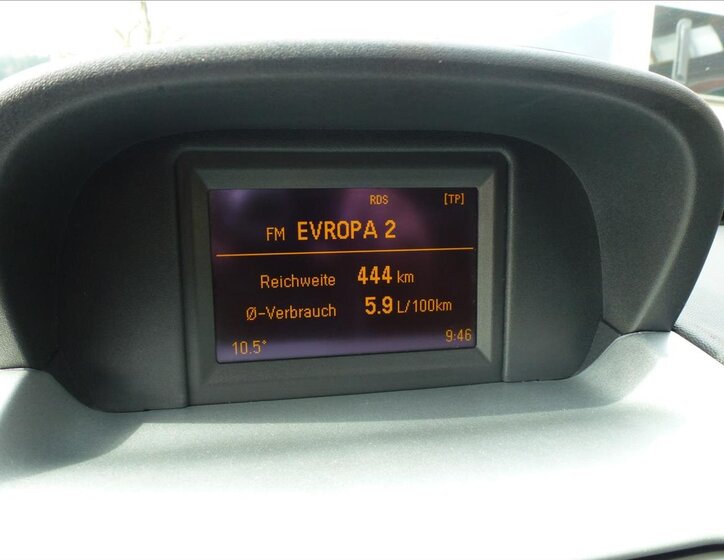 RDS [TP]
FM EVROPA 2
Reichweite 444 km
Ø-Verbrauch 5.9 L/100km
10.5° 9:46